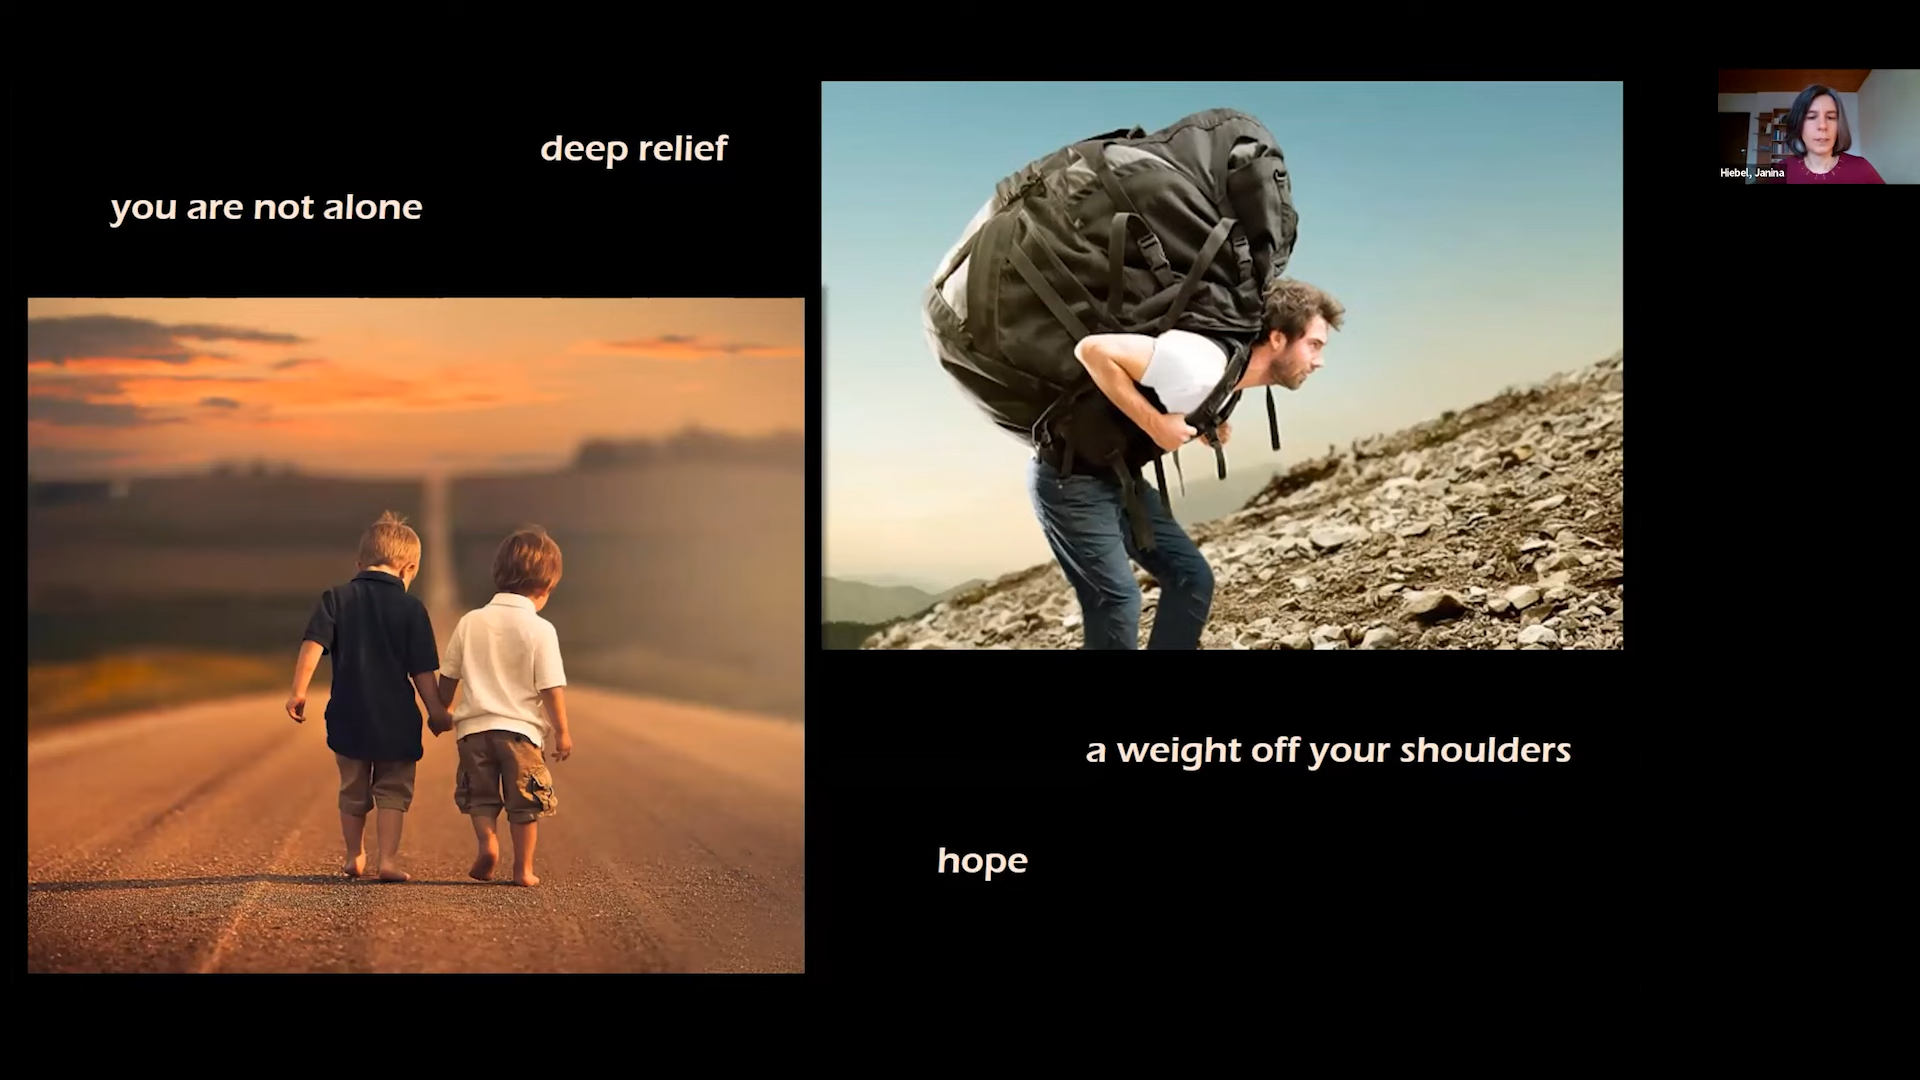 deep relief
you are not alone
Hiebel, Janina
a weight off your shoulders
hope